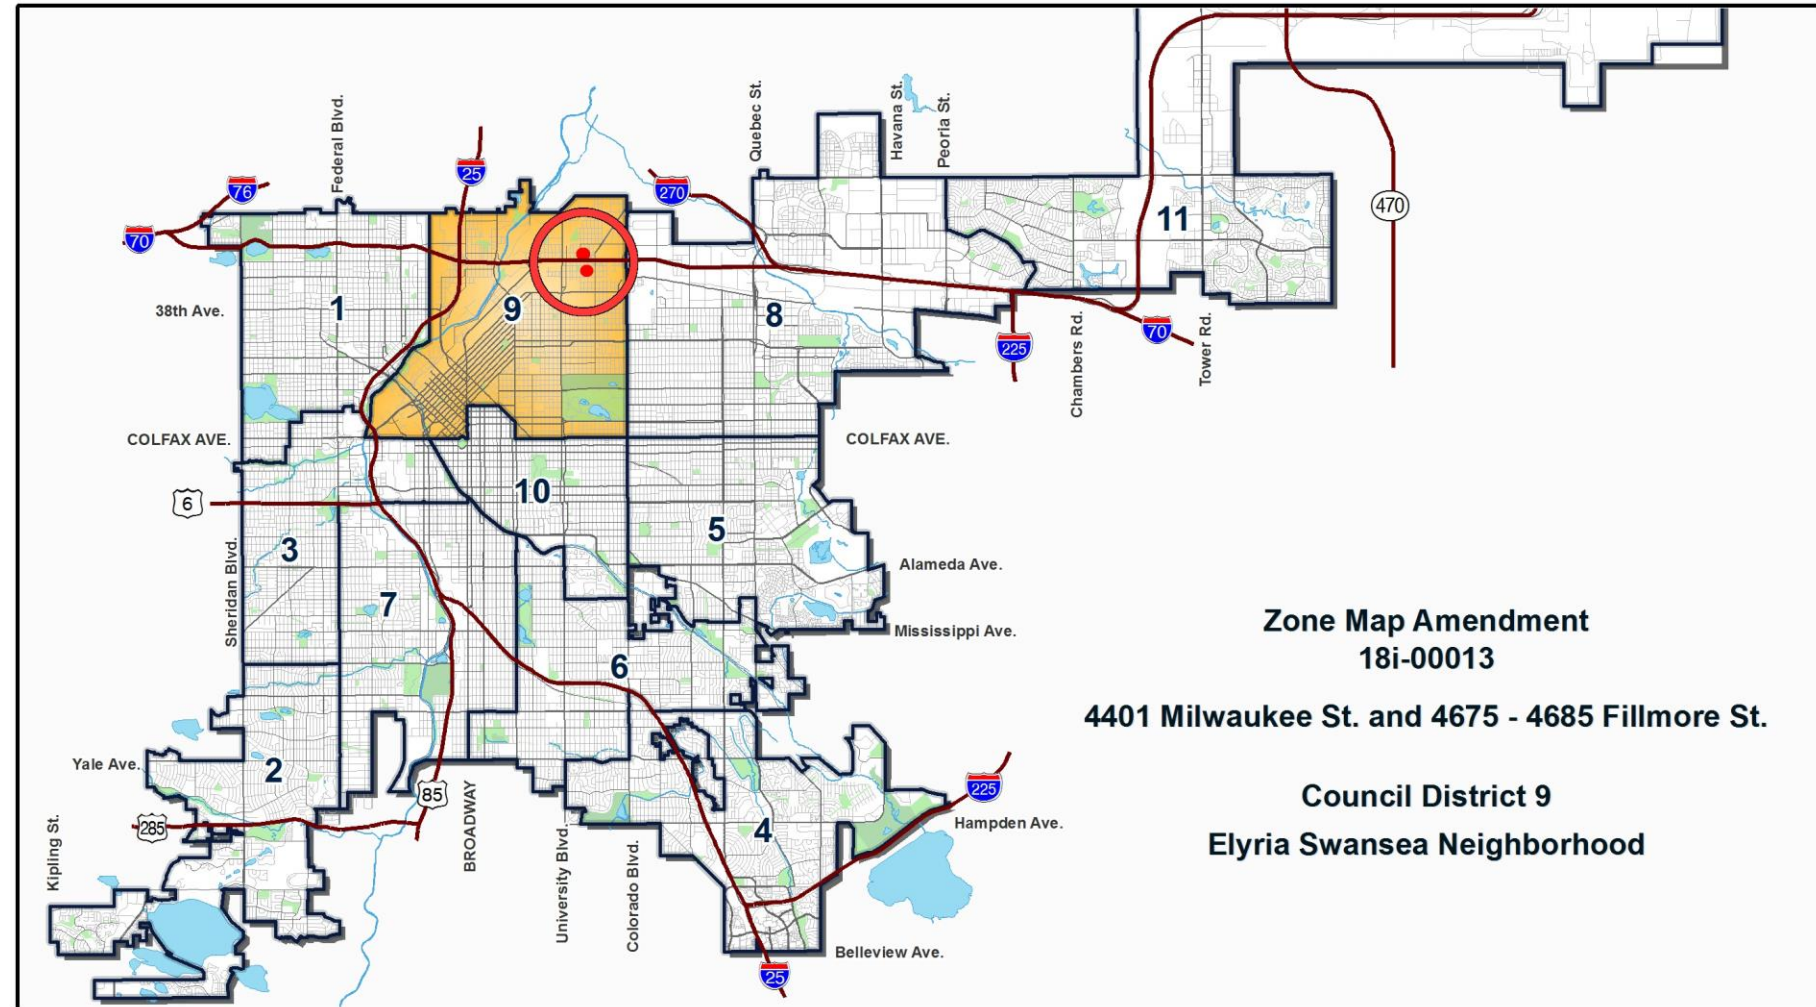 Federal Blvd.
Quebec St.
Havana St.
Peoria St.
76
25
270
470
70
11
38th Ave.
1
9
8
225
70
Chambers Rd.
Tower Rd.
COLFAX AVE.
COLFAX AVE.
6
10
5
3
Sheridan Blvd.
Alameda Ave.
7
Mississippi Ave.
6
Zone Map Amendment
18i-00013
4401 Milwaukee St. and 4675 - 4685 Fillmore St.
Council District 9
Elyria Swansea Neighborhood
Yale Ave.
2
85
BROADWAY
225
285
Kipling St.
University Blvd.
Colorado Blvd.
4
Hampden Ave.
Belleview Ave.
25